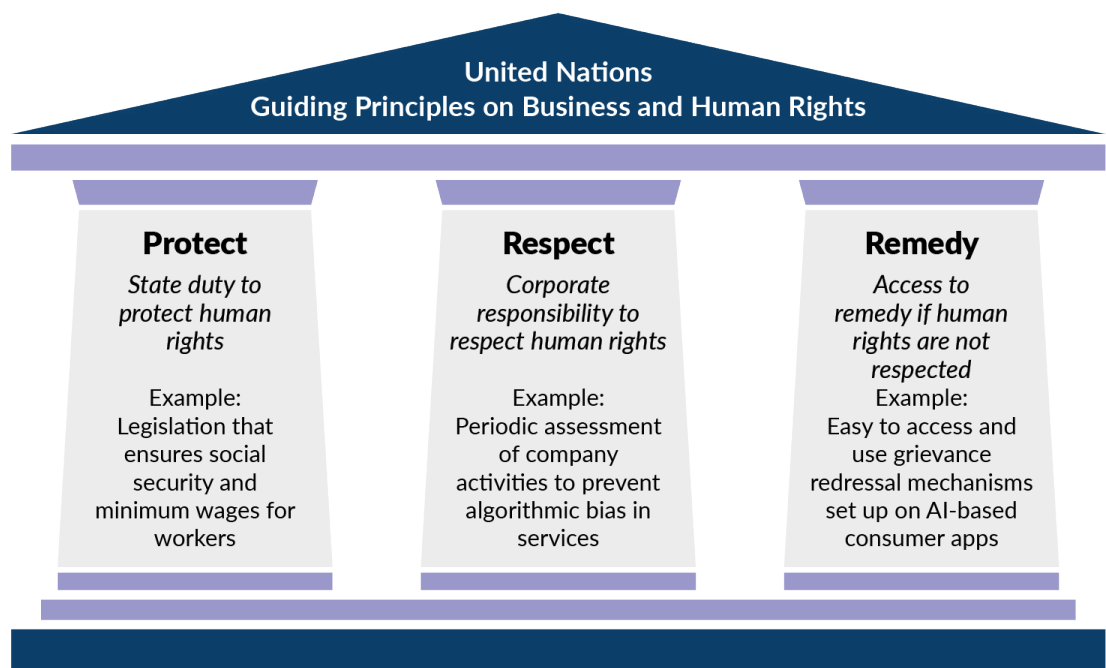 United Nations
Guiding Principles on Business and Human Rights
Protect
State duty to
protect human
rights
Example:
Legislation that
ensures social
security and
minimum wages for
workers
Respect
Corporate
responsibility to
respect human rights
Example:
Periodic assessment
of company
activities to prevent
algorithmic bias in
services
Remedy
Access to
remedy if human
rights are not
respected
Example:
Easy to access and
use grievance
redressal mechanisms
set up on AI-based
consumer apps